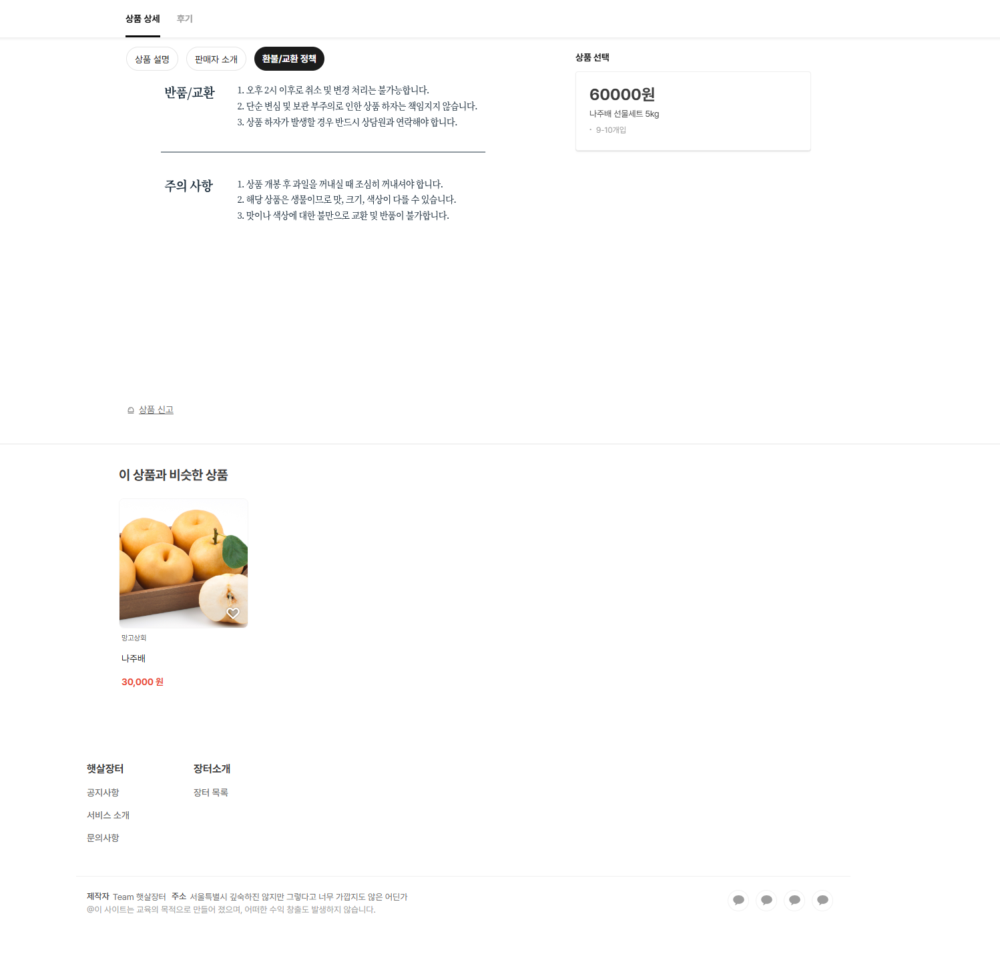 상품 상세 후기
상품 설명 판매자 소개 환불/교환 정책
반품/교환
1. 오후 2시 이후로 취소 및 변경 처리는 불가능합니다.
2. 단순 변심 및 보관 부주의로 인한 상품 하자는 책임지지 않습니다.
3. 상품 하자가 발생할 경우 반드시 상담원과 연락해야 합니다.
주의 사항
1. 상품 개봉 후 과일을 꺼내실 때 조심히 꺼내셔야 합니다.
2. 해당 상품은 생물이므로 맛, 크기, 색상이 다를 수 있습니다.
3. 맛이나 색상에 대한 불만으로 교환 및 반품이 불가합니다.
상품 선택
60000원
나주배 선물세트 5kg
· 9-10개입
상품 신고
이 상품과 비슷한 상품
망고상회
나주배
30,000 원
햇살장터
공지사항
서비스 소개
문의사항
장터소개
장터 목록
제작자 Team 햇살장터 주소 서울특별시 깊숙하진 않지만 그렇다고 너무 가깝지도 않은 어딘가
@이 사이트는 교육의 목적으로 만들어 졌으며, 어떠한 수익 창출도 발생하지 않습니다.